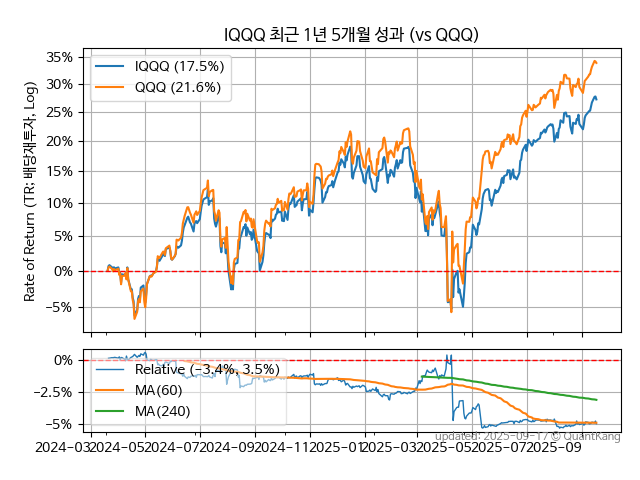 IQQQ 최근 1년 5개월 성과 (vs QQQ)
Rate of Return (TR: 배당재투자, Log)
35%
30%
25%
20%
15%
10%
5%
0%
−5%
IQQQ (17.5%)
QQQ (21.6%)
0%
−2.5%
−5%
Relative (−3.4%, 3.5%)
MA(60)
MA(240)
2024-03
2024-05
2024-07
2024-09
2024-11
2025-01
2025-03
2025-05
2025-07
2025-09
updated: 2025-09-17 © QuantKang